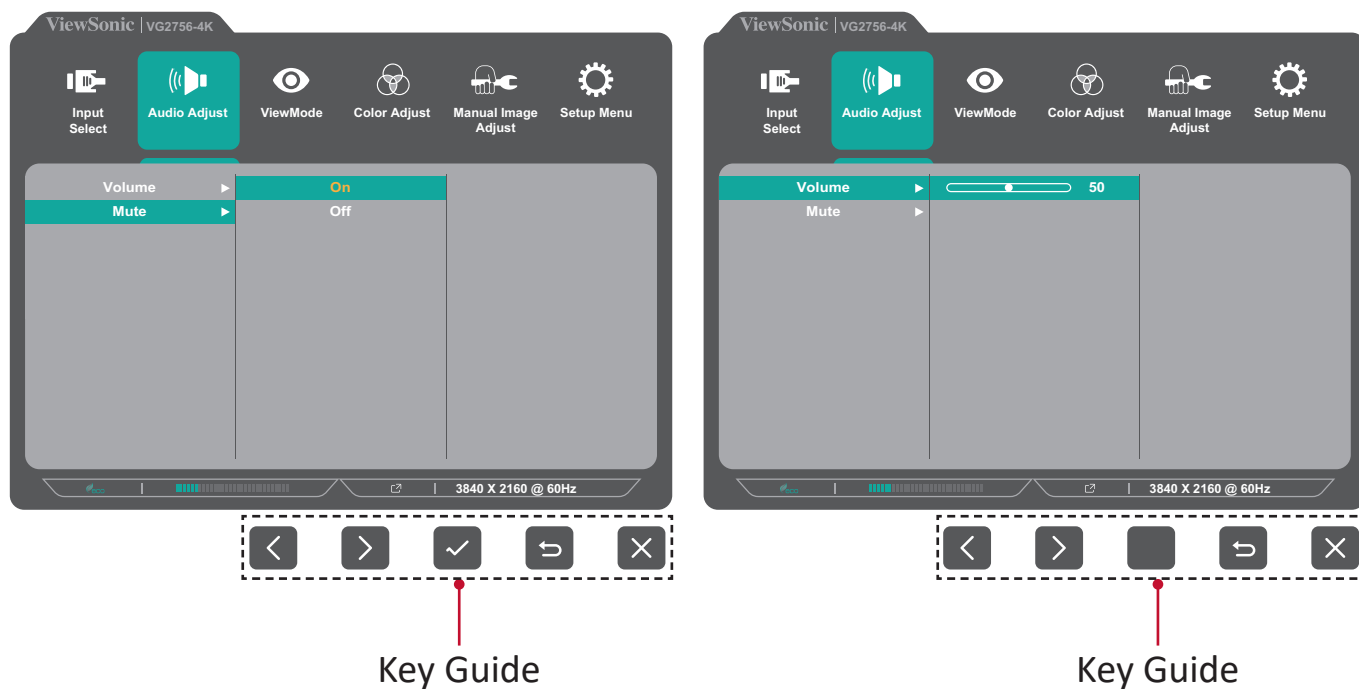 ViewSonic | VG2756-4K
Input
Select
Audio Adjust
ViewMode
Color Adjust
Manual Image
Adjust
Setup Menu
Volume
On
Mute
Off
eco
3840 X 2160 @ 60Hz
Key Guide
ViewSonic | VG2756-4K
Input
Select
Audio Adjust
ViewMode
Color Adjust
Manual Image
Adjust
Setup Menu
Volume
50
Mute
eco
3840 X 2160 @ 60Hz
Key Guide